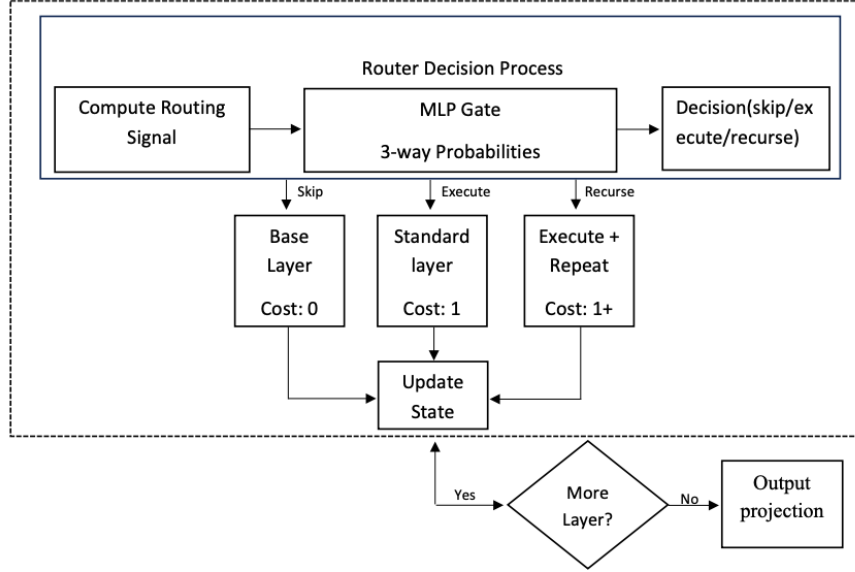 Router Decision Process
Compute Routing
Signal
MLP Gate
3-way Probabilities
Decision(skip/ex
ecute/recurse)
Skip
Execute
Recurse
Base
Layer
Cost: 0
Standard
layer
Cost: 1
Execute +
Repeat
Cost: 1+
Update
State
Yes
More
Layer?
No
Output
projection